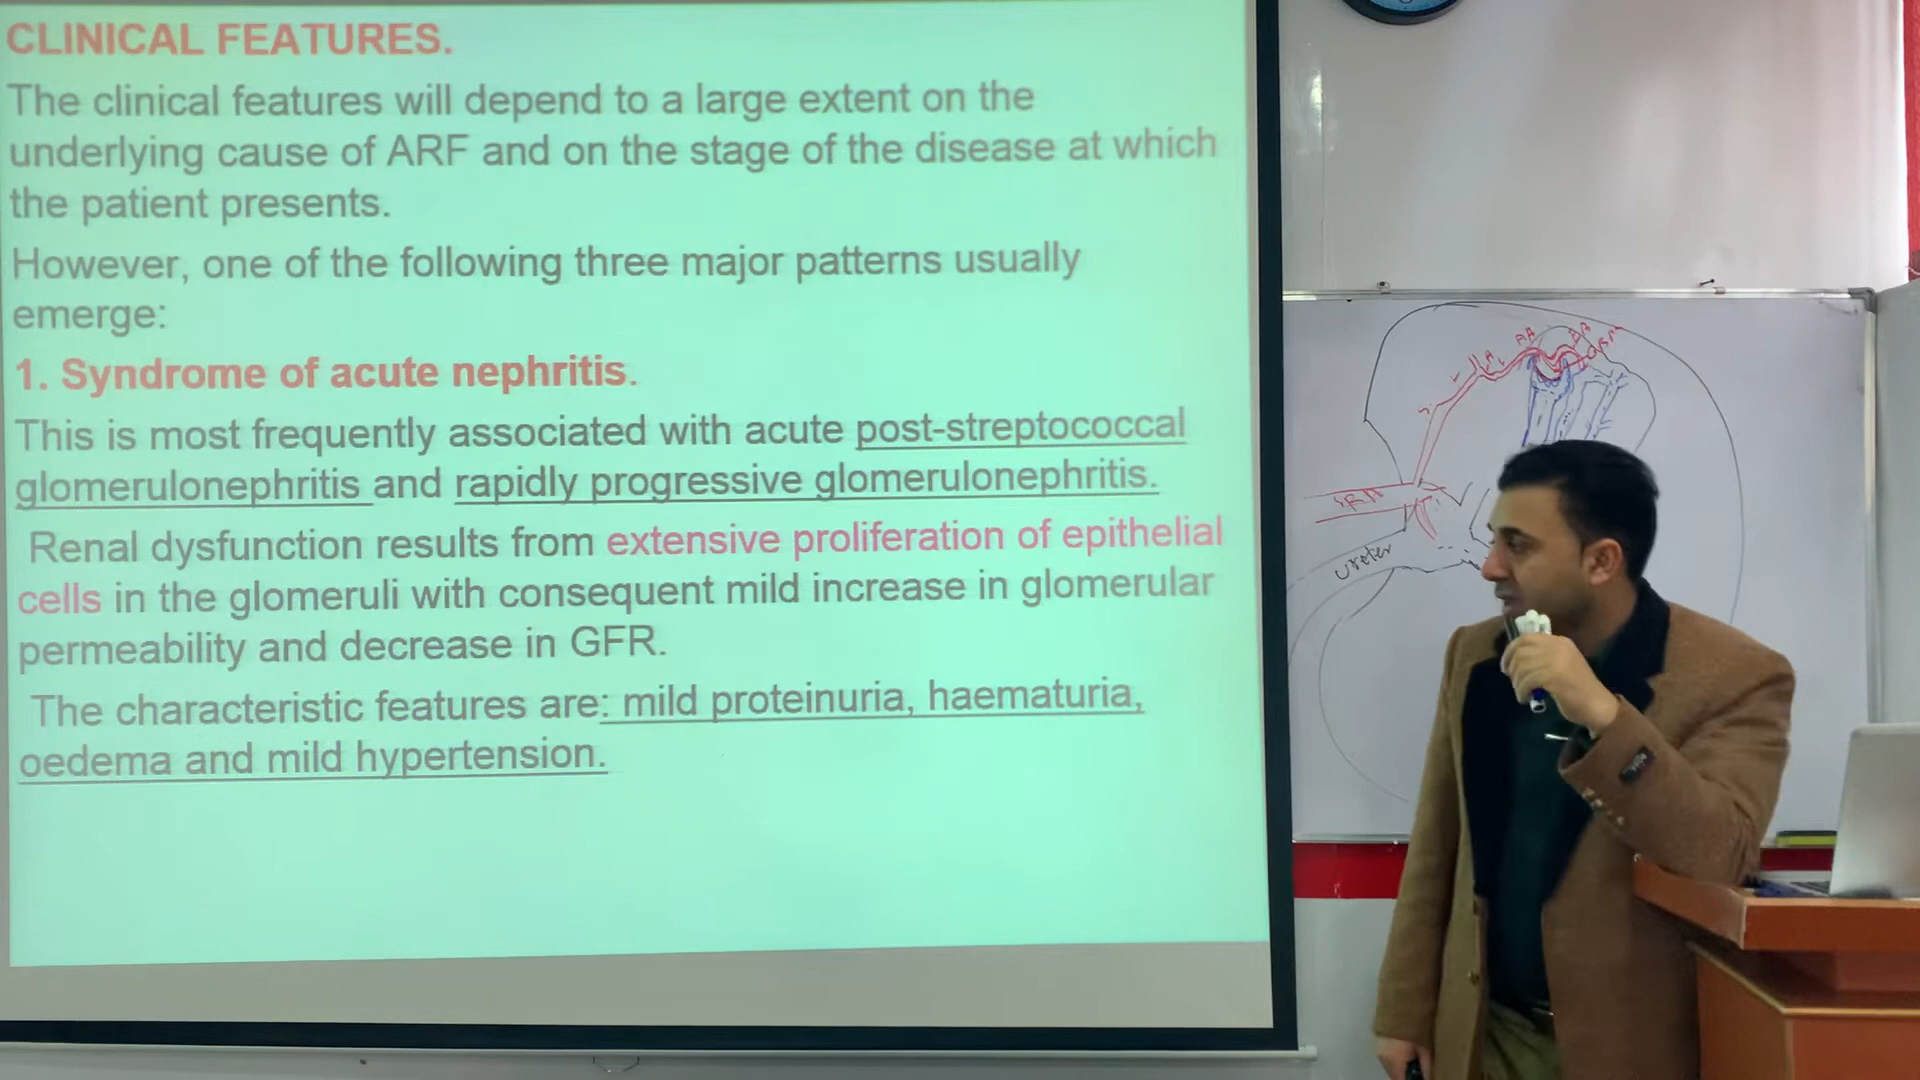 CLINICAL FEATURES.
The clinical features will depend to a large extent on the
underlying cause of ARF and on the stage of the disease at which
the patient presents.
However, one of the following three major patterns usually
emerge:
1. Syndrome of acute nephritis.
This is most frequently associated with acute post-streptococcal
glomerulonephritis and rapidly progressive glomerulonephritis.
Renal dysfunction results from extensive proliferation of epithelial
cells in the glomeruli with consequent mild increase in glomerular
permeability and decrease in GFR.
The characteristic features are: mild proteinuria, haematuria,
oedema and mild hypertension.
ureter